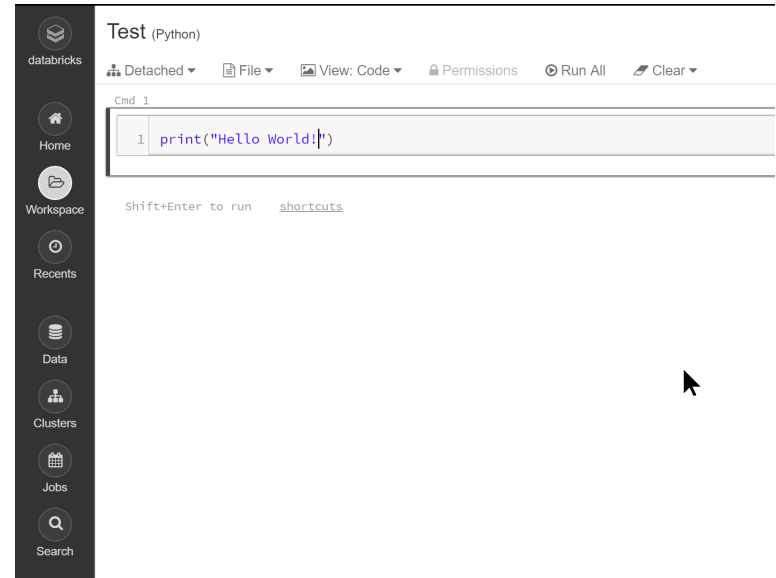 databricks
Home
Workspace
Recents
Data
Clusters
Jobs
Search
Test (Python)
Detached File View: Code Permissions Run All Clear
Cmd 1
1 print("Hello World!")
Shift+Enter to run shortcuts